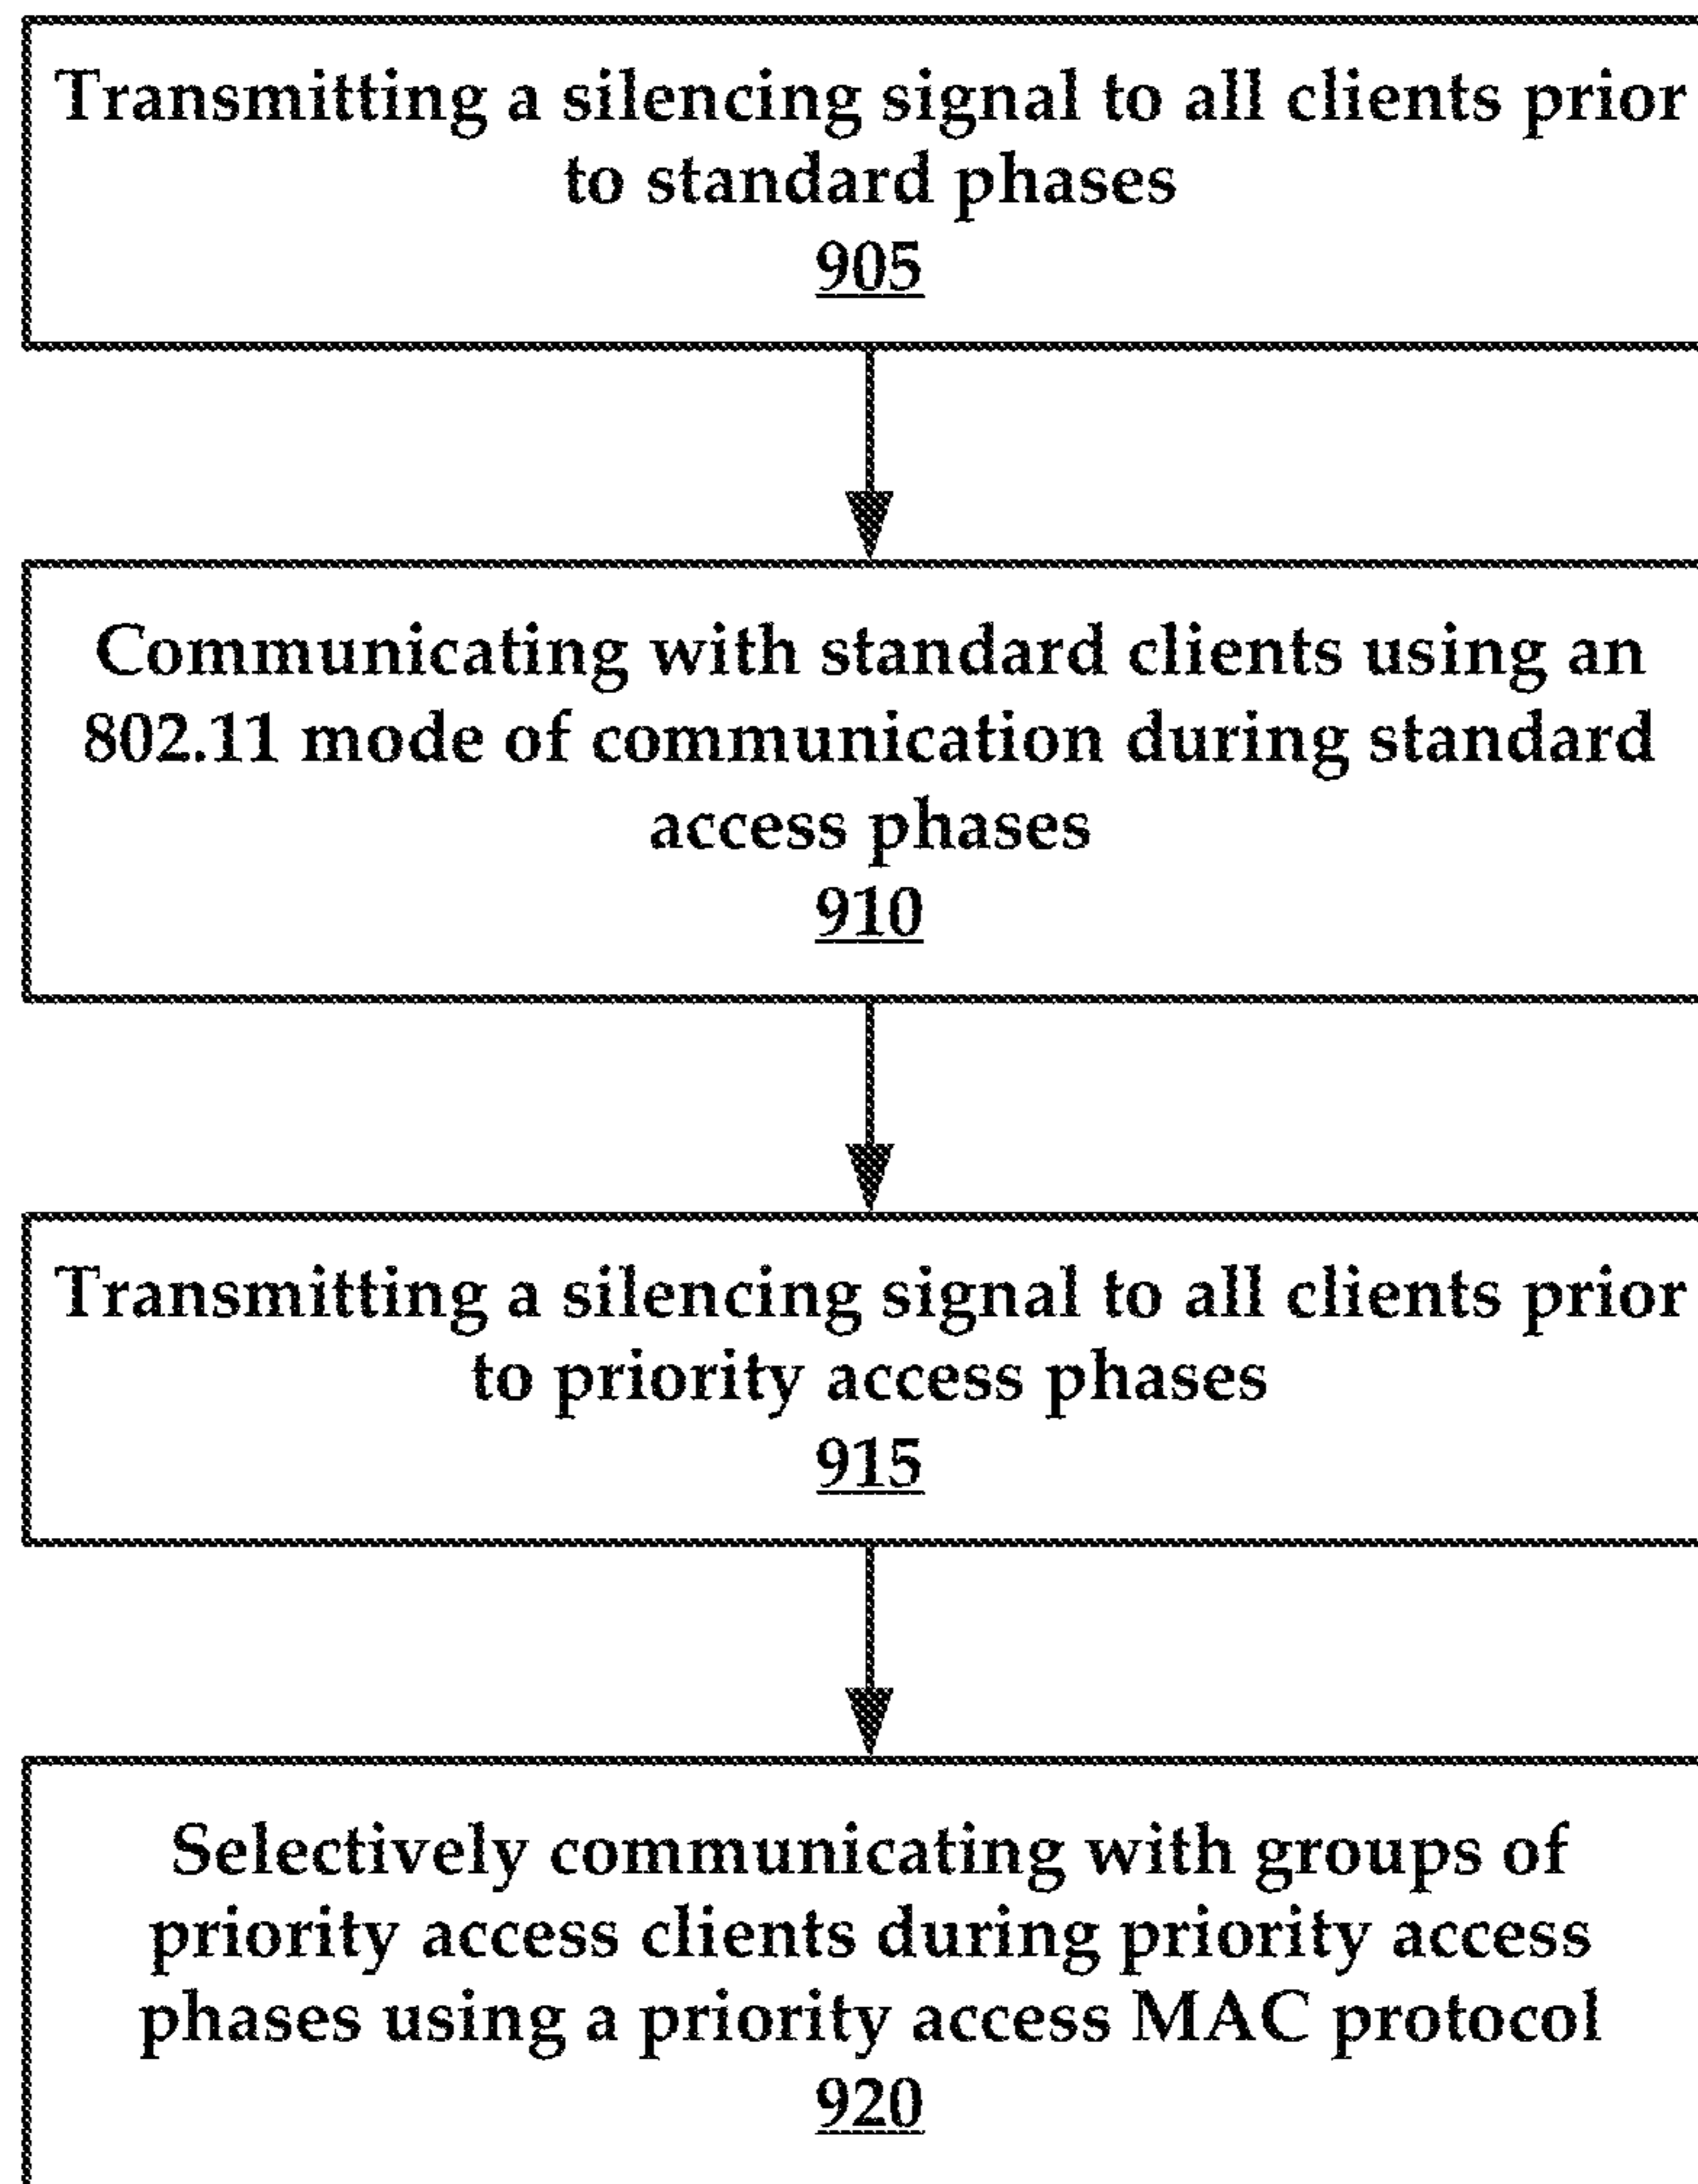 Transmitting a silencing signal to all clients prior
to standard phases
905
Communicating with standard clients using an
802.11 mode of communication during standard
access phases
910
Transmitting a silencing signal to all clients prior
to priority access phases
915
Selectively communicating with groups of
priority access clients during priority access
phases using a priority access MAC protocol
920